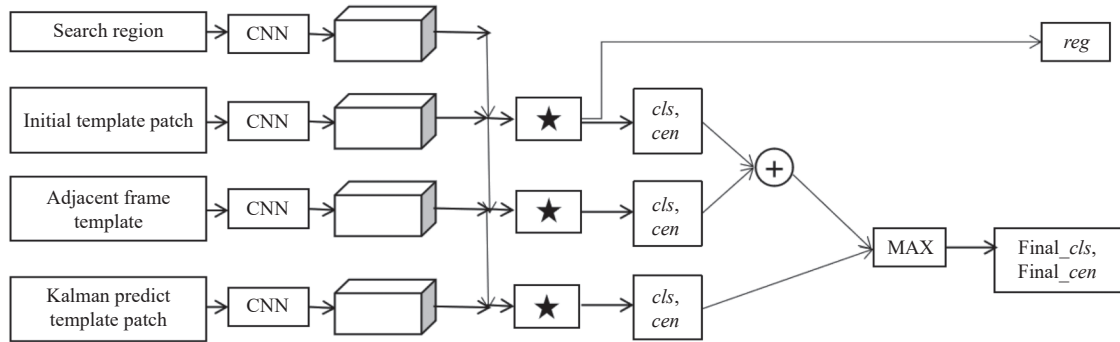 Search region
CNN
reg
Initial template patch
CNN
cls,
cen
Adjacent frame
template
CNN
cls,
cen
MAX
Final_cls,
Final_cen
Kalman predict
template patch
CNN
cls,
cen